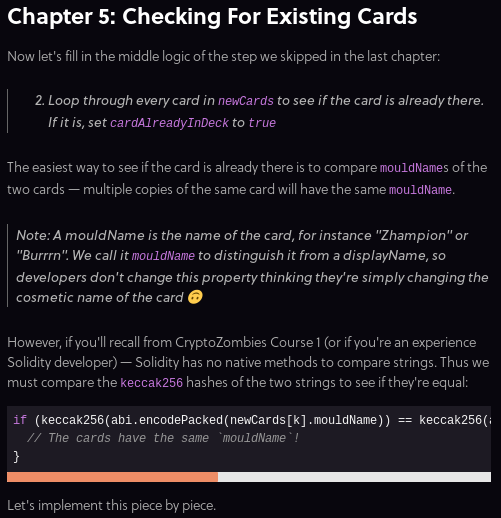 Chapter 5: Checking For Existing Cards
Now let's fill in the middle logic of the step we skipped in the last chapter:
2. Loop through every card in newCards to see if the card is already there.
If it is, set cardAlreadyInDeck to true
The easiest way to see if the card is already there is to compare mouldNames of the
two cards — multiple copies of the same card will have the same mouldName.
Note: A mouldName is the name of the card, for instance "Zhampion" or
"Burrrn". We call it mouldName to distinguish it from a displayName, so
developers don't change this property thinking they're simply changing the
cosmetic name of the card 🙃
However, if you'll recall from CryptoZombies Course 1 (or if you're an experience
Solidity developer) — Solidity has no native methods to compare strings. Thus we
must compare the keccak256 hashes of the two strings to see if they're equal:
if (keccak256(abi.encodePacked(newCards[k].mouldName)) == keccak256(
// The cards have the same `mouldName`!
}
Let's implement this piece by piece.